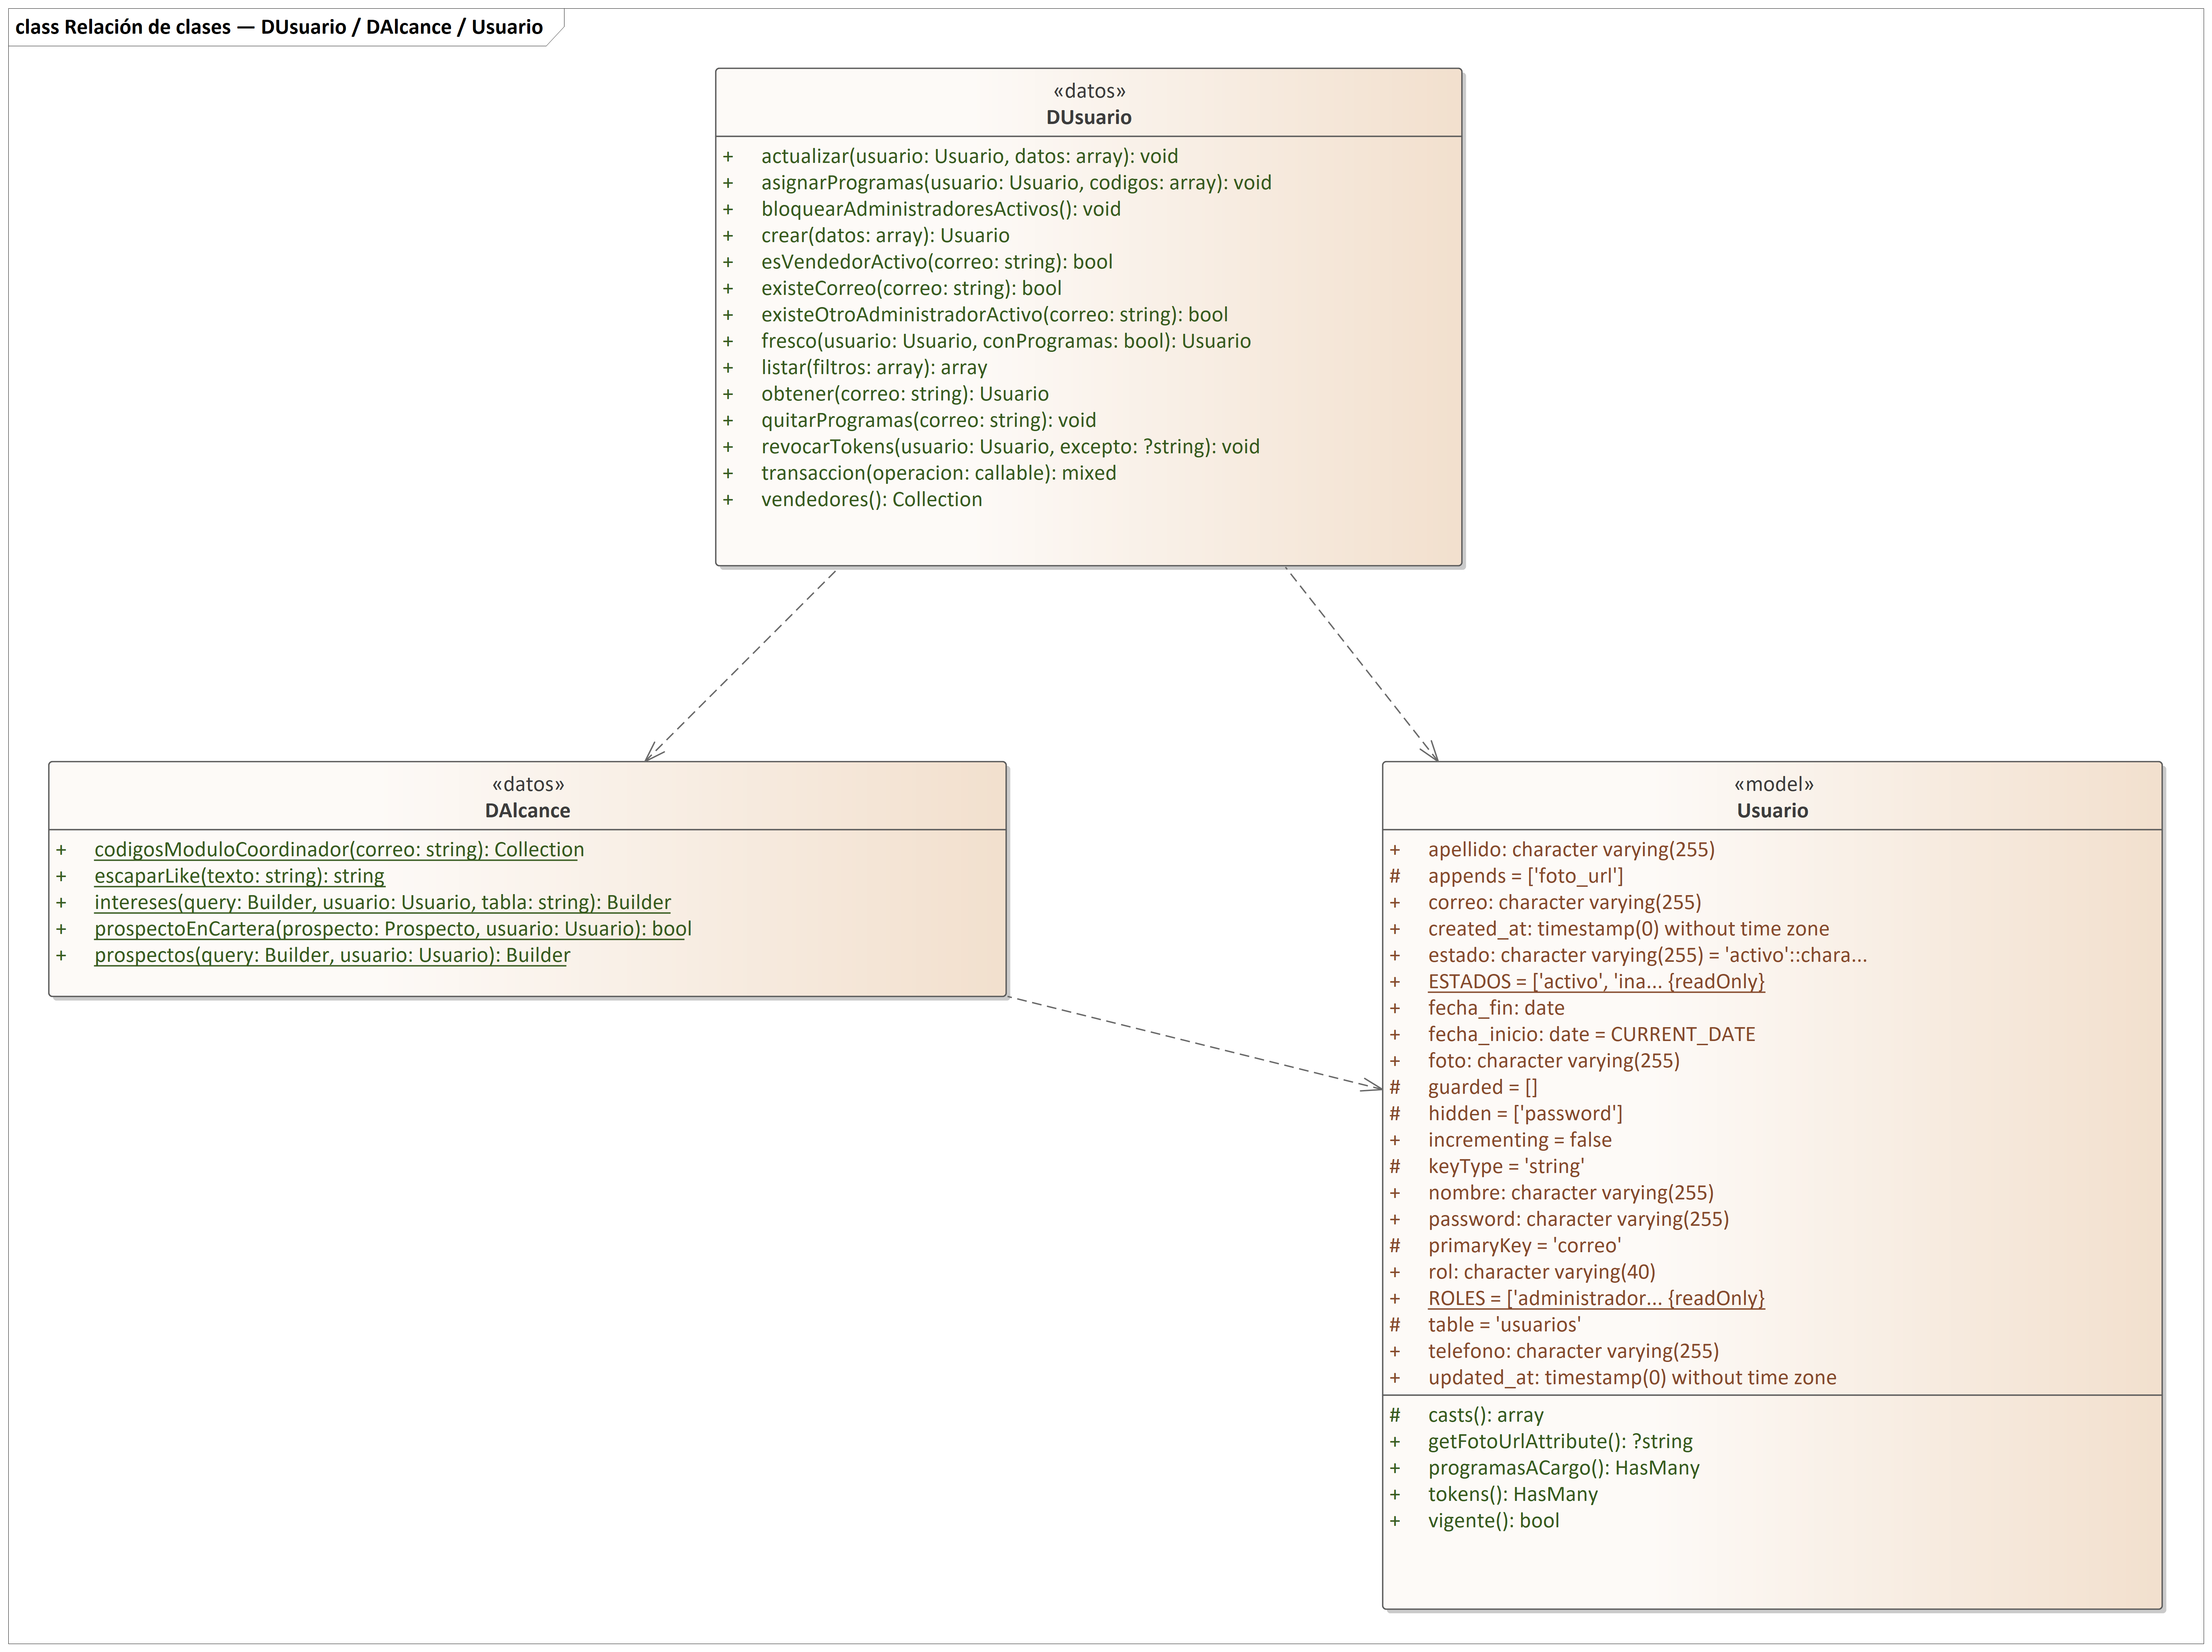 class Relación de clases — DUsuario / DAlcance / Usuario
«datos»
DUsuario
+ actualizar(usuario: Usuario, datos: array): void
+ asignarProgramas(usuario: Usuario, codigos: array): void
+ bloquearAdministradoresActivos(): void
+ crear(datos: array): Usuario
+ esVendedorActivo(correo: string): bool
+ existeCorreo(correo: string): bool
+ existeOtroAdministradorActivo(correo: string): bool
+ fresco(usuario: Usuario, conProgramas: bool): Usuario
+ listar(filtros: array): array
+ obtener(correo: string): Usuario
+ quitarProgramas(correo: string): void
+ revocarTokens(usuario: Usuario, excepto: ?string): void
+ transaccion(operacion: callable): mixed
+ vendedores(): Collection
«datos»
DAlcance
+ codigosModuloCoordinador(correo: string): Collection
+ escaparLike(texto: string): string
+ intereses(query: Builder, usuario: Usuario, tabla: string): Builder
+ prospectoEnCartera(prospecto: Prospecto, usuario: Usuario): bool
+ prospectos(query: Builder, usuario: Usuario): Builder
«model»
Usuario
+ apellido: character varying(255)
# appends = ['foto_url']
+ correo: character varying(255)
+ created_at: timestamp(0) without time zone
+ estado: character varying(255) = 'activo'::chara...
+ ESTADOS = ['activo', 'ina... {readOnly}
+ fecha_fin: date
+ fecha_inicio: date = CURRENT_DATE
+ foto: character varying(255)
# guarded = []
# hidden = ['password']
+ incrementing = false
# keyType = 'string'
+ nombre: character varying(255)
+ password: character varying(255)
# primaryKey = 'correo'
+ rol: character varying(40)
+ ROLES = ['administrador... {readOnly}
# table = 'usuarios'
+ telefono: character varying(255)
+ updated_at: timestamp(0) without time zone
# casts(): array
+ getFotoUrlAttribute(): ?string
+ programasACargo(): HasMany
+ tokens(): HasMany
+ vigente(): bool